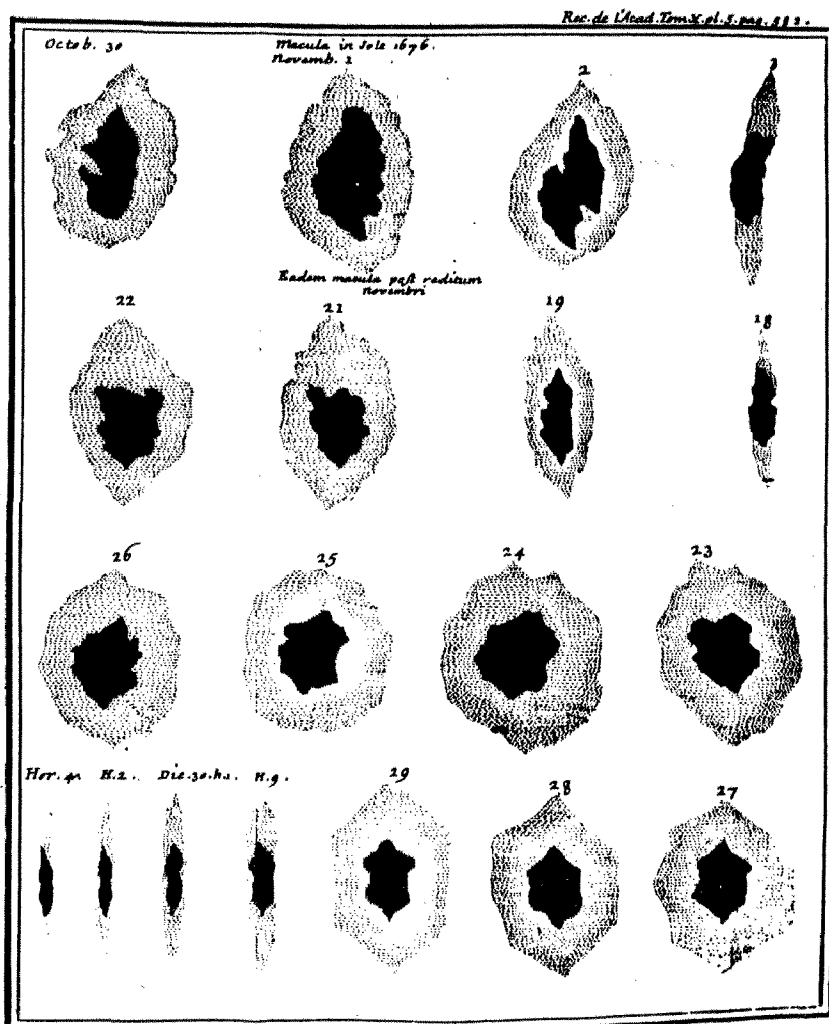 Rec. de l'Acad. Tom. X. pl. 5. pag. 582.
Octob. 30
Macula in Sole 1676.
Novemb. 1
2
3
Eadem macula post reditum
Novembri
22
21
19
18
26
25
24
23
Hor. 4
H. 2.
Die. 30. h.
H. 9.
29
28
27